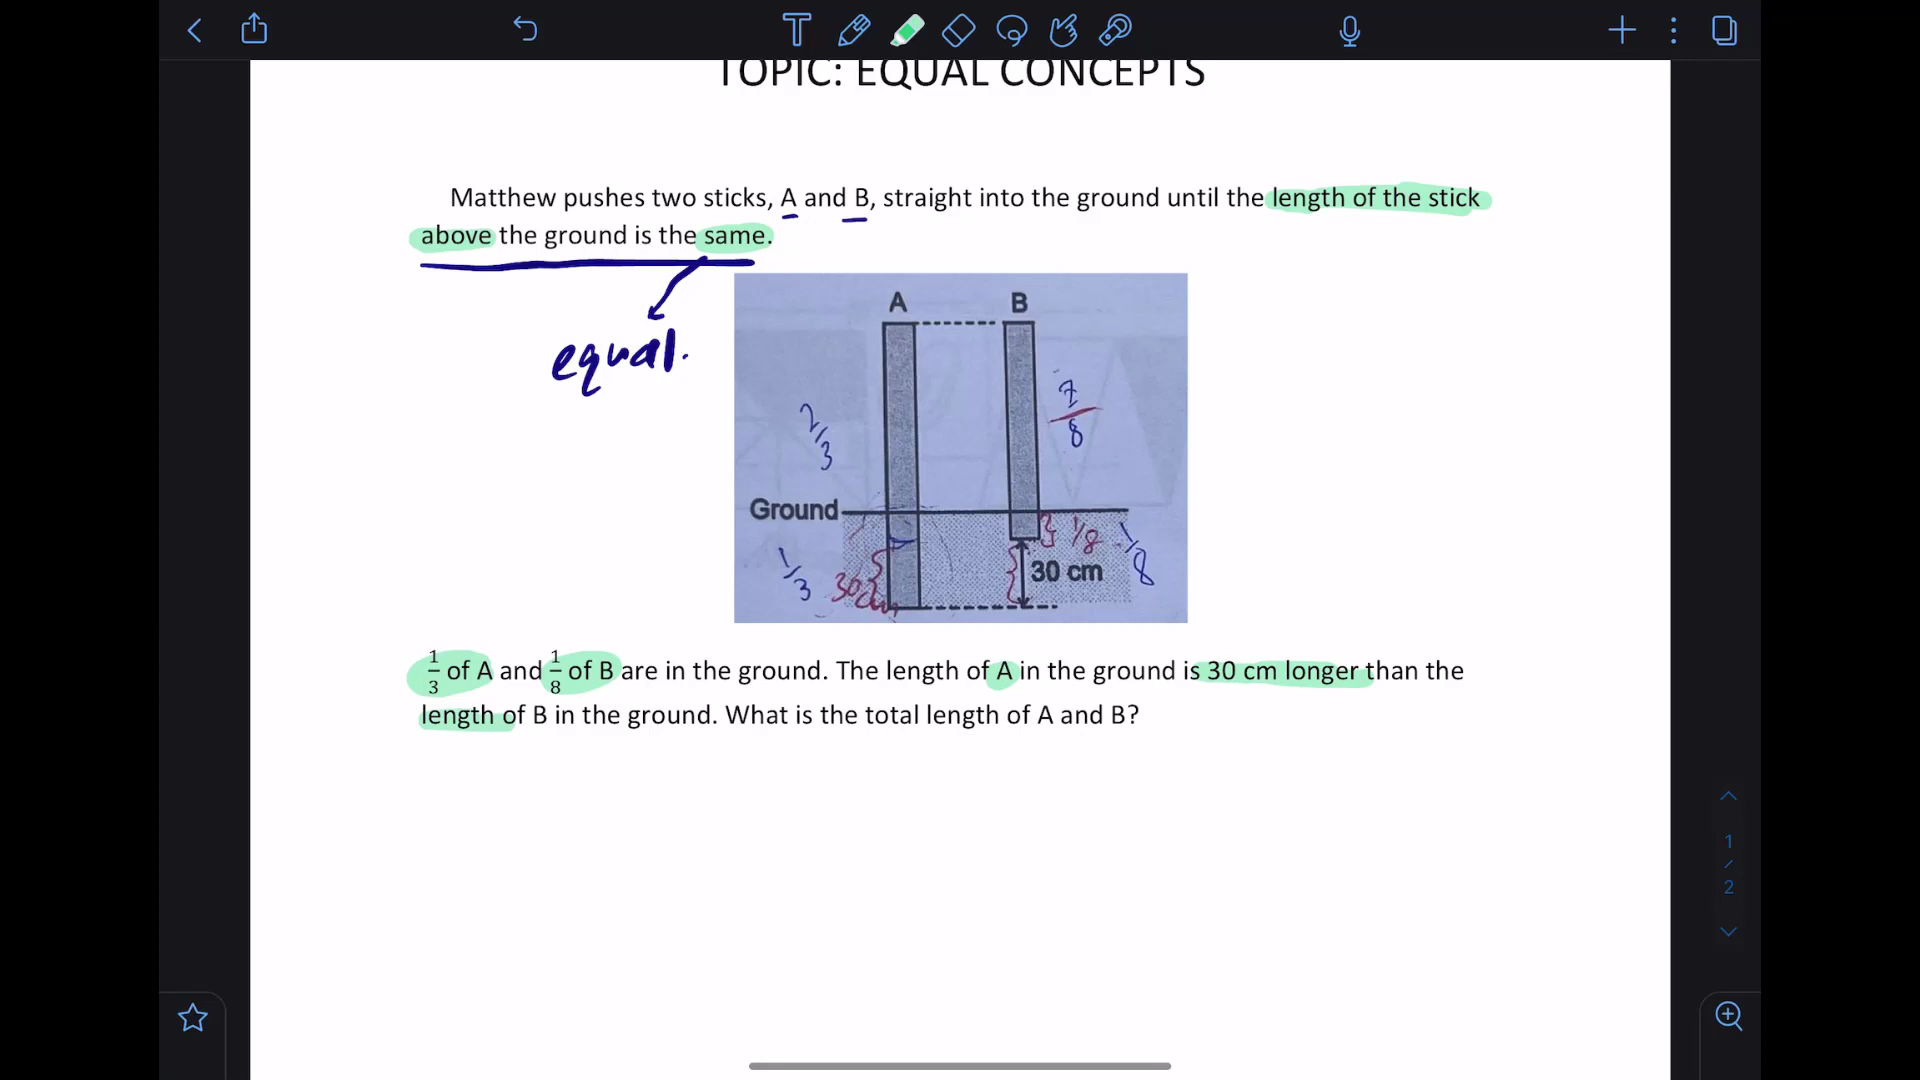 TOPIC: EQUAL CONCEPTS
Matthew pushes two sticks, A and B, straight into the ground until the length of the stick
above the ground is the same.
equal.
A B
2/3
7/8
Ground
1/3
30cm
1/8
1/8
30 cm
1/3 of A and 1/8 of B are in the ground. The length of A in the ground is 30 cm longer than the
length of B in the ground. What is the total length of A and B?
1
/
2